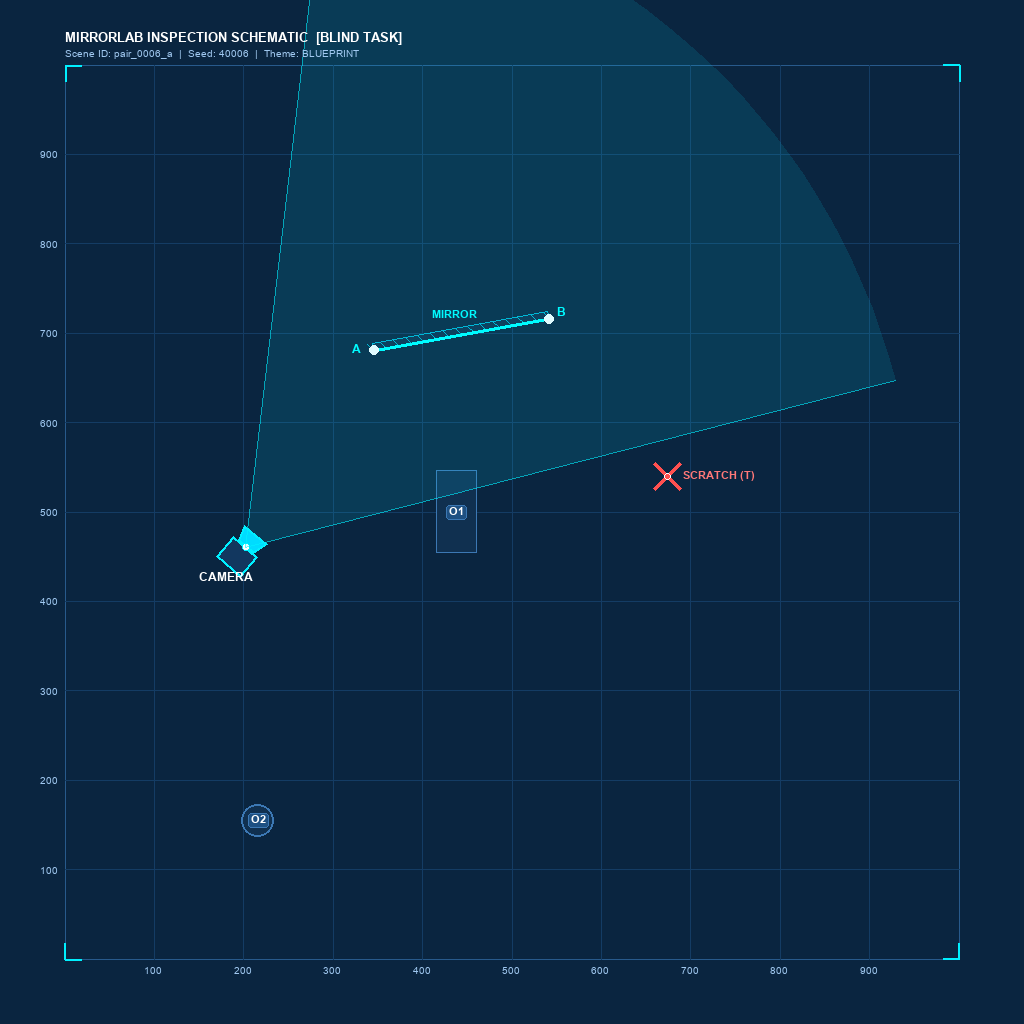 MIRRORLAB INSPECTION SCHEMATIC [BLIND TASK]
Scene ID: pair_0006_a | Seed: 40006 | Theme: BLUEPRINT
900
800
700
600
500
400
300
200
100
MIRROR
A
B
SCRATCH (T)
O1
CAMERA
O2
100
200
300
400
500
600
700
800
900